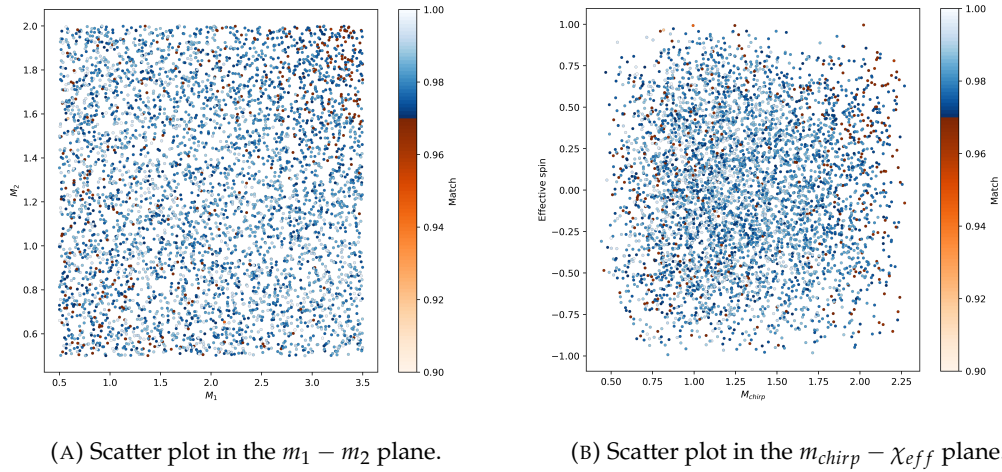 2.0
1.8
1.6
1.4
1.2
1.0
0.8
0.6
M₂
0.5 1.0 1.5 2.0 2.5 3.0 3.5
M₁
1.00
0.98
0.96
0.94
0.92
0.90
Match
1.00
0.75
0.50
0.25
0.00
−0.25
−0.50
−0.75
−1.00
Effective spin
0.50 0.75 1.00 1.25 1.50 1.75 2.00 2.25
M_chirp
1.00
0.98
0.96
0.94
0.92
0.90
Match
(A) Scatter plot in the m₁ − m₂ plane.
(B) Scatter plot in the m_chirp − χ_eff plane